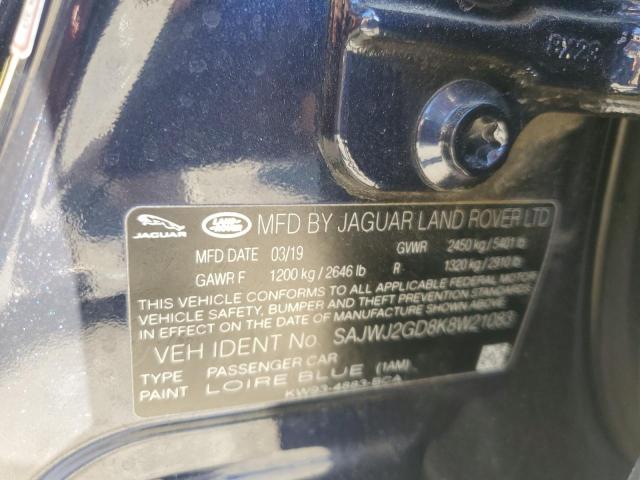 JAGUAR LAND ROVER MFD BY JAGUAR LAND ROVER LTD
MFD DATE 03/19 GVWR 2450 kg / 5401 lb
GAWR F 1200 kg / 2646 lb R 1320 kg / 2910 lb
THIS VEHICLE CONFORMS TO ALL APPLICABLE FEDERAL MOTOR
VEHICLE SAFETY, BUMPER, AND THEFT PREVENTION STANDARDS
IN EFFECT ON THE DATE OF MANUFACTURE SHOWN ABOVE
VEH IDENT No. SAJWJ2GD8K8W21083
TYPE PASSENGER CAR
PAINT LOIRE BLUE (1AM)
KW93-4883-BCA